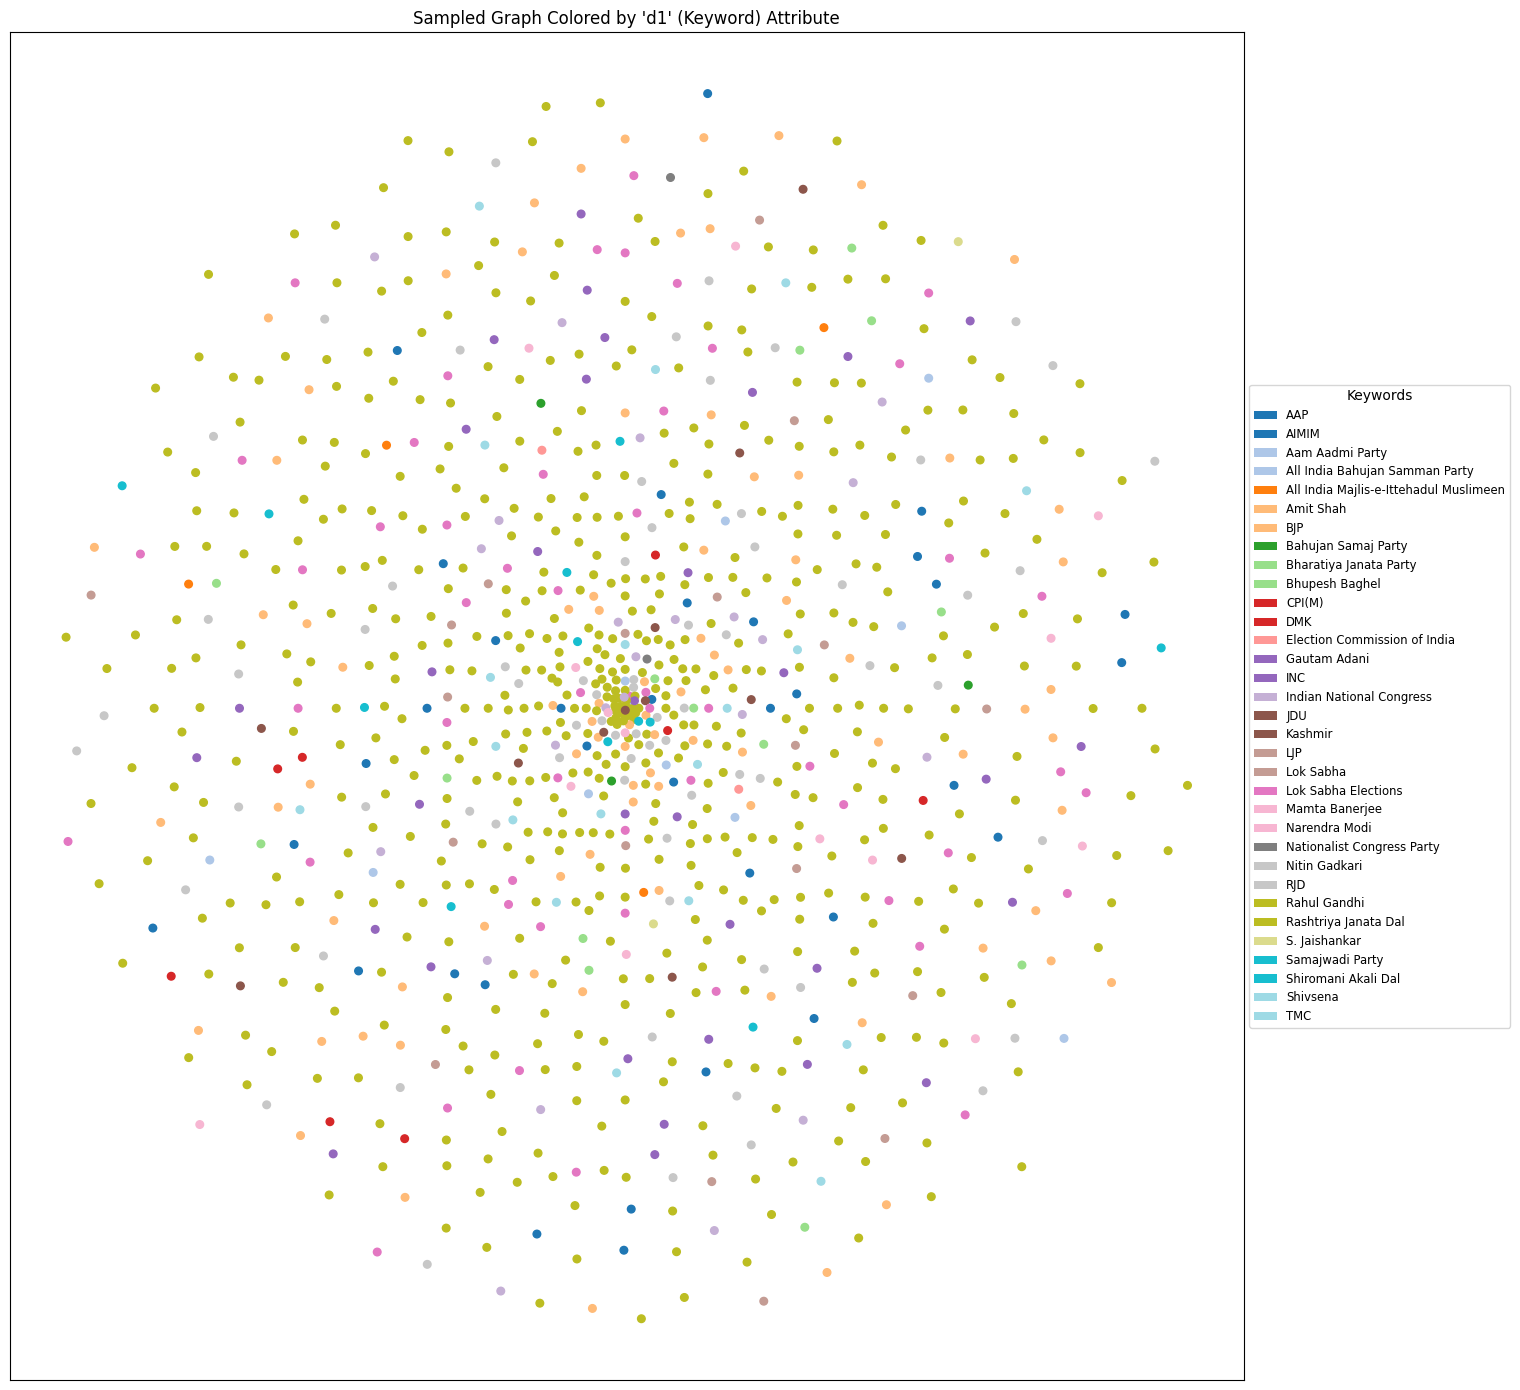 Sampled Graph Colored by 'd1' (Keyword) Attribute
Keywords
AAP
AIMIM
Aam Aadmi Party
All India Bahujan Samman Party
All India Majlis-e-Ittehadul Muslimeen
Amit Shah
BJP
Bahujan Samaj Party
Bharatiya Janata Party
Bhupesh Baghel
CPI(M)
DMK
Election Commission of India
Gautam Adani
INC
Indian National Congress
JDU
Kashmir
LJP
Lok Sabha
Lok Sabha Elections
Mamta Banerjee
Narendra Modi
Nationalist Congress Party
Nitin Gadkari
RJD
Rahul Gandhi
Rashtriya Janata Dal
S. Jaishankar
Samajwadi Party
Shiromani Akali Dal
Shivsena
TMC